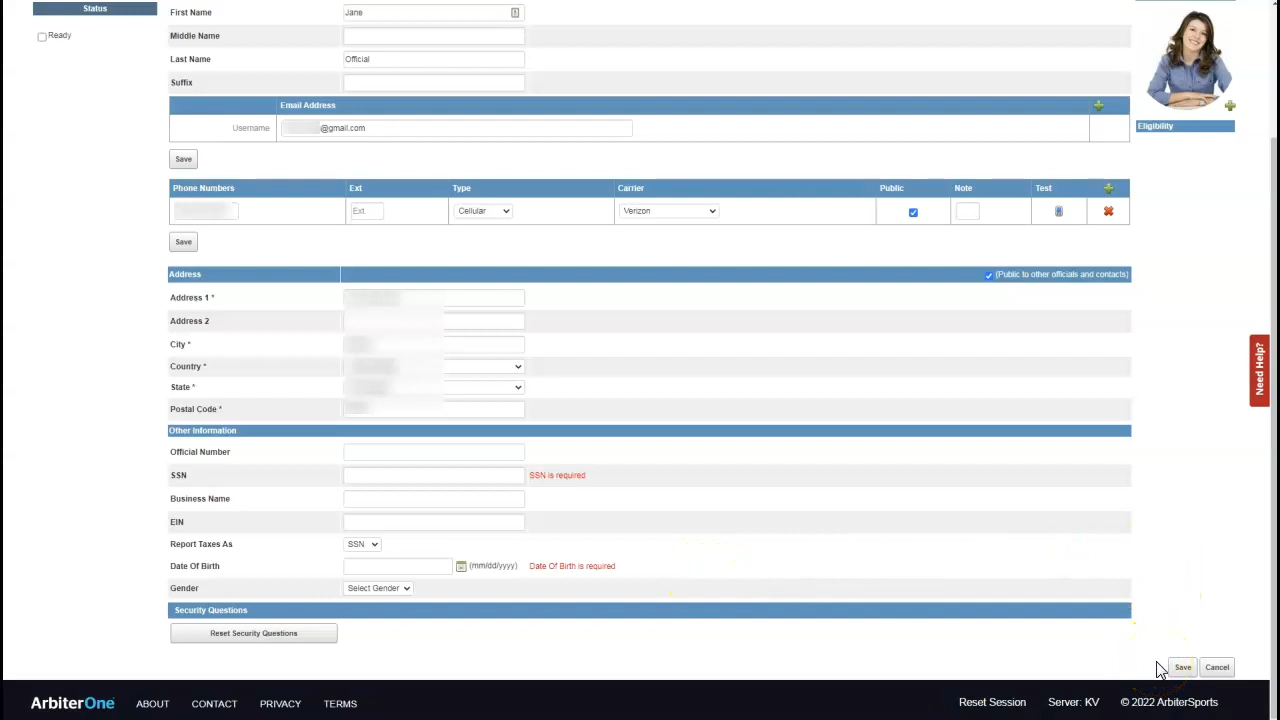 Status
Ready
First Name Jane
Middle Name
Last Name Official
Suffix
Email Address
Username @gmail.com
Save
Phone Numbers Ext Type Carrier Public Note Test
Ext Cellular Verizon
Save
Address (Public to other officials and contacts)
Address 1 *
Address 2
City *
Country *
State *
Postal Code *
Other Information
Official Number
SSN SSN is required
Business Name
EIN
Report Taxes As SSN
Date Of Birth (mm/dd/yyyy) Date Of Birth is required
Gender Select Gender
Security Questions
Reset Security Questions
Save Cancel
Eligibility
Need Help?
ArbiterOne ABOUT CONTACT PRIVACY TERMS Reset Session Server: KV © 2022 ArbiterSports